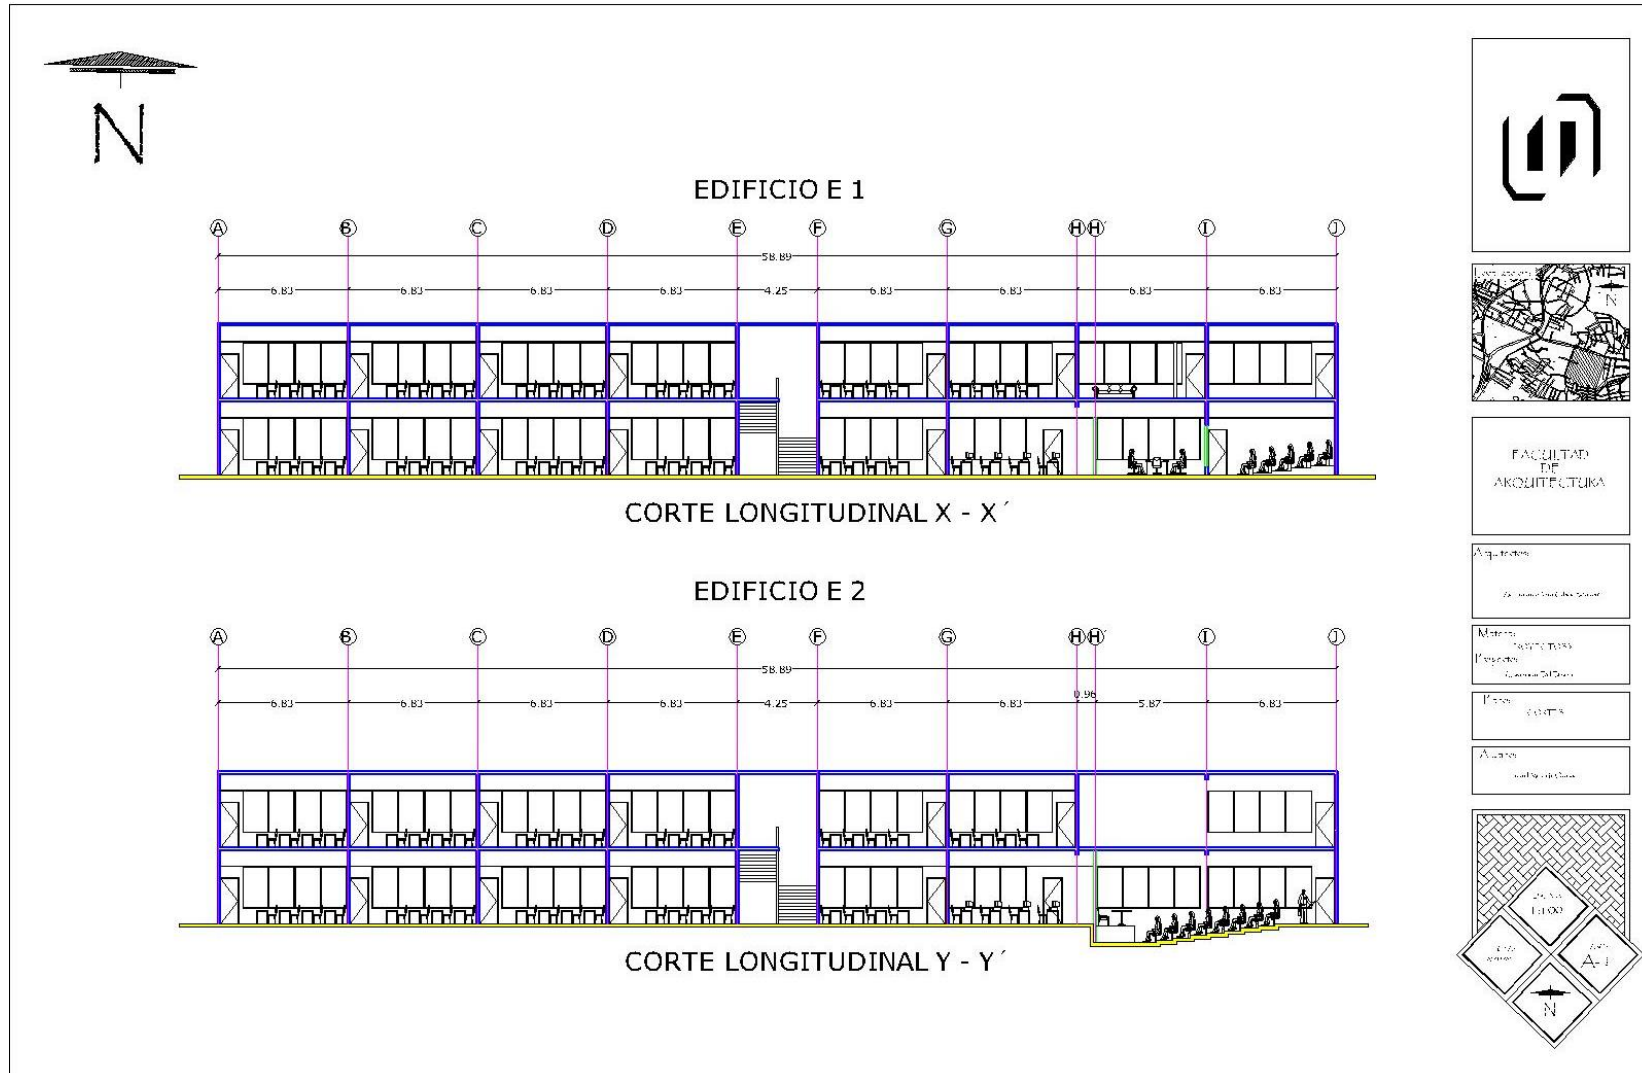 N
EDIFICIO E 1
A B C D E F G H H´ I J
58.89
6.83 6.83 6.83 6.83 4.25 6.83 6.83 6.83 6.83
CORTE LONGITUDINAL X - X´
EDIFICIO E 2
A B C D E F G H H´ I J
58.89
6.83 6.83 6.83 6.83 4.25 6.83 6.83 0.96 5.87 6.83
CORTE LONGITUDINAL Y - Y´
N
FACULTAD
DE
ARQUITECTURA
1:100
A-1
N